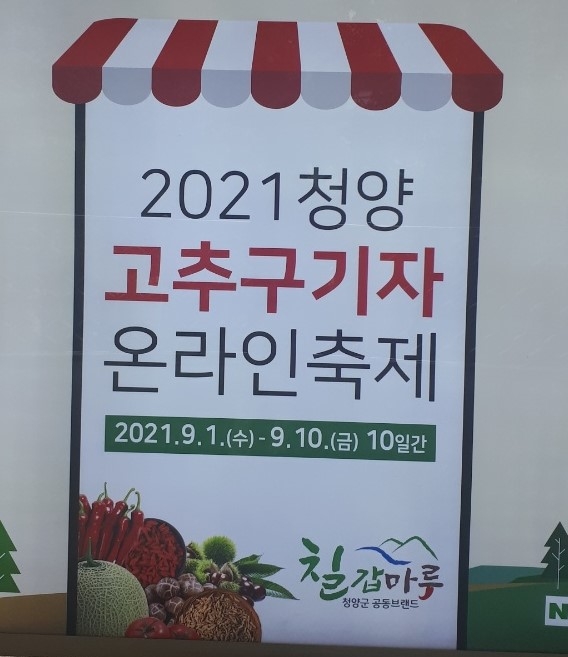 2021청양
고추구기자
온라인축제
2021.9.1.(수)-9.10.(금) 10일간
칠갑마루
청양군 공동브랜드
N